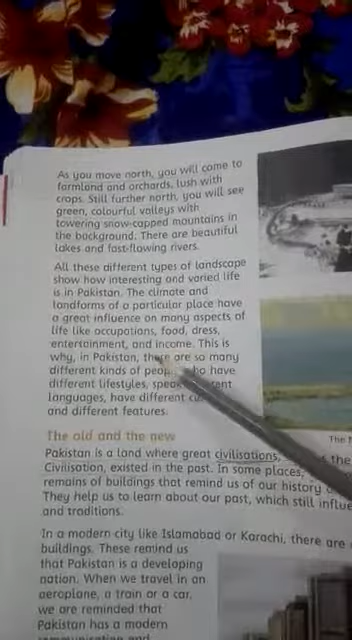 As you move north, you will come to
farmland and orchards, lush with
crops. Still further north, you will see
green, colourful valleys with
towering snow-capped mountains in
the background. There are beautiful
lakes and fast-flowing rivers.
All these different types of landscape
show how interesting and varied life
is in Pakistan. The climate and
landforms of a particular place have
a great influence on many aspects of
life like occupations, food, dress,
entertainment, and income. This is
why, in Pakistan, there are so many
different kinds of who have
different lifestyles, speak
languages, have different
and different features.
The old and the new
Pakistan is a land where great civilisations, the
Civilisation, existed in the past. In some places,
remains of buildings that remind us of our history
They help us to learn about our past, which still
and traditions.
In a modern city like Islamabad or Karachi, there are
buildings. These remind us
that Pakistan is a developing
nation. When we travel in an
aeroplane, a train or a car,
we are reminded that
Pakistan has a modern
The